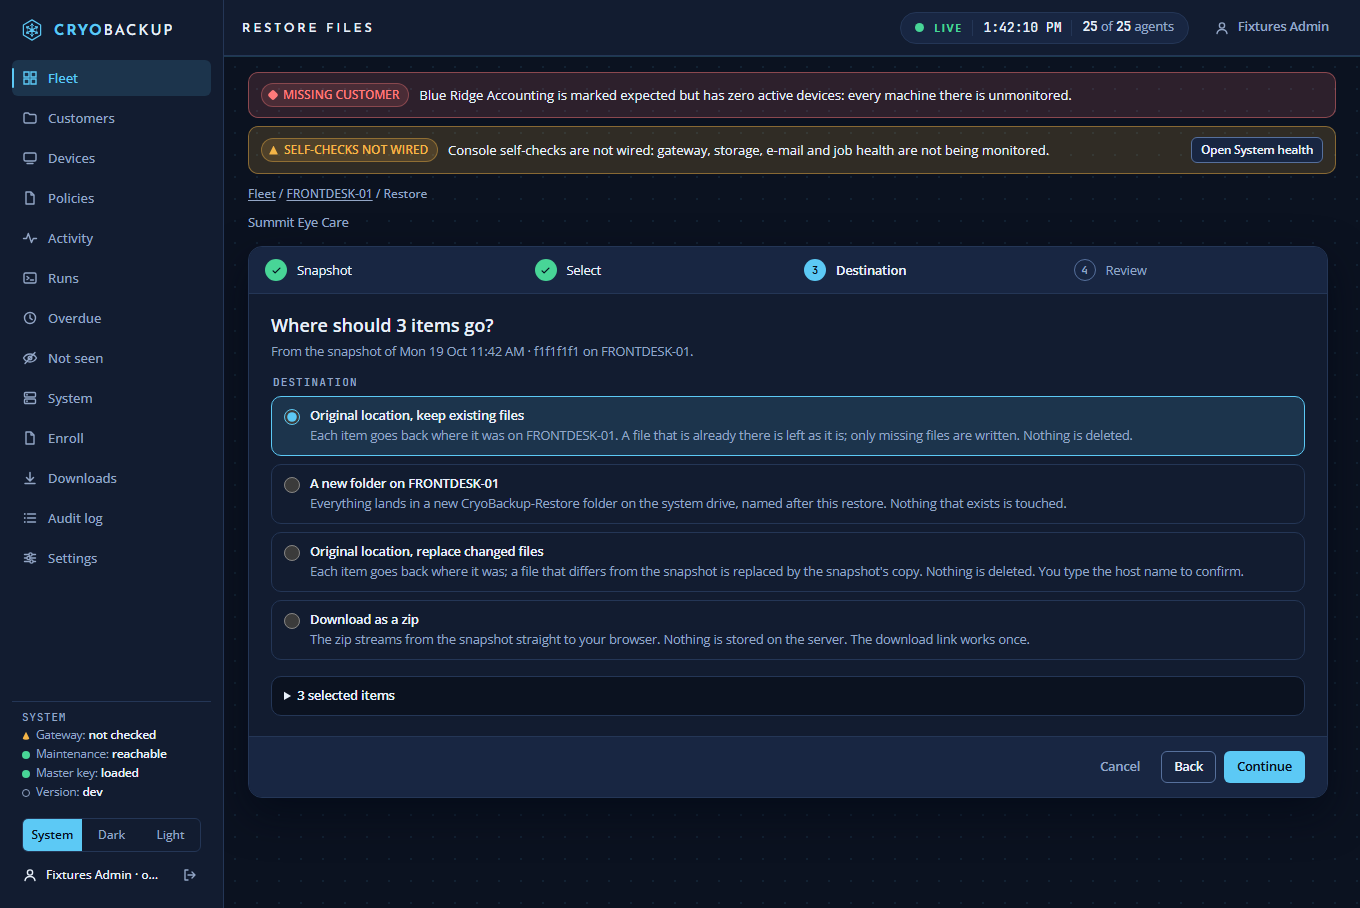 CRYOBACKUP
RESTORE FILES
LIVE 1:42:10 PM 25 of 25 agents
Fixtures Admin
Fleet
Customers
Devices
Policies
Activity
Runs
Overdue
Not seen
System
Enroll
Downloads
Audit log
Settings
SYSTEM
Gateway: not checked
Maintenance: reachable
Master key: loaded
Version: dev
System Dark Light
Fixtures Admin · o...
MISSING CUSTOMER Blue Ridge Accounting is marked expected but has zero active devices: every machine there is unmonitored.
SELF-CHECKS NOT WIRED Console self-checks are not wired: gateway, storage, e-mail and job health are not being monitored. Open System health
Fleet / FRONTDESK-01 / Restore
Summit Eye Care
Snapshot Select 3 Destination 4 Review
Where should 3 items go?
From the snapshot of Mon 19 Oct 11:42 AM · f1f1f1f1 on FRONTDESK-01.
DESTINATION
Original location, keep existing files
Each item goes back where it was on FRONTDESK-01. A file that is already there is left as it is; only missing files are written. Nothing is deleted.
A new folder on FRONTDESK-01
Everything lands in a new CryoBackup-Restore folder on the system drive, named after this restore. Nothing that exists is touched.
Original location, replace changed files
Each item goes back where it was; a file that differs from the snapshot is replaced by the snapshot's copy. Nothing is deleted. You type the host name to confirm.
Download as a zip
The zip streams from the snapshot straight to your browser. Nothing is stored on the server. The download link works once.
3 selected items
Cancel Back Continue